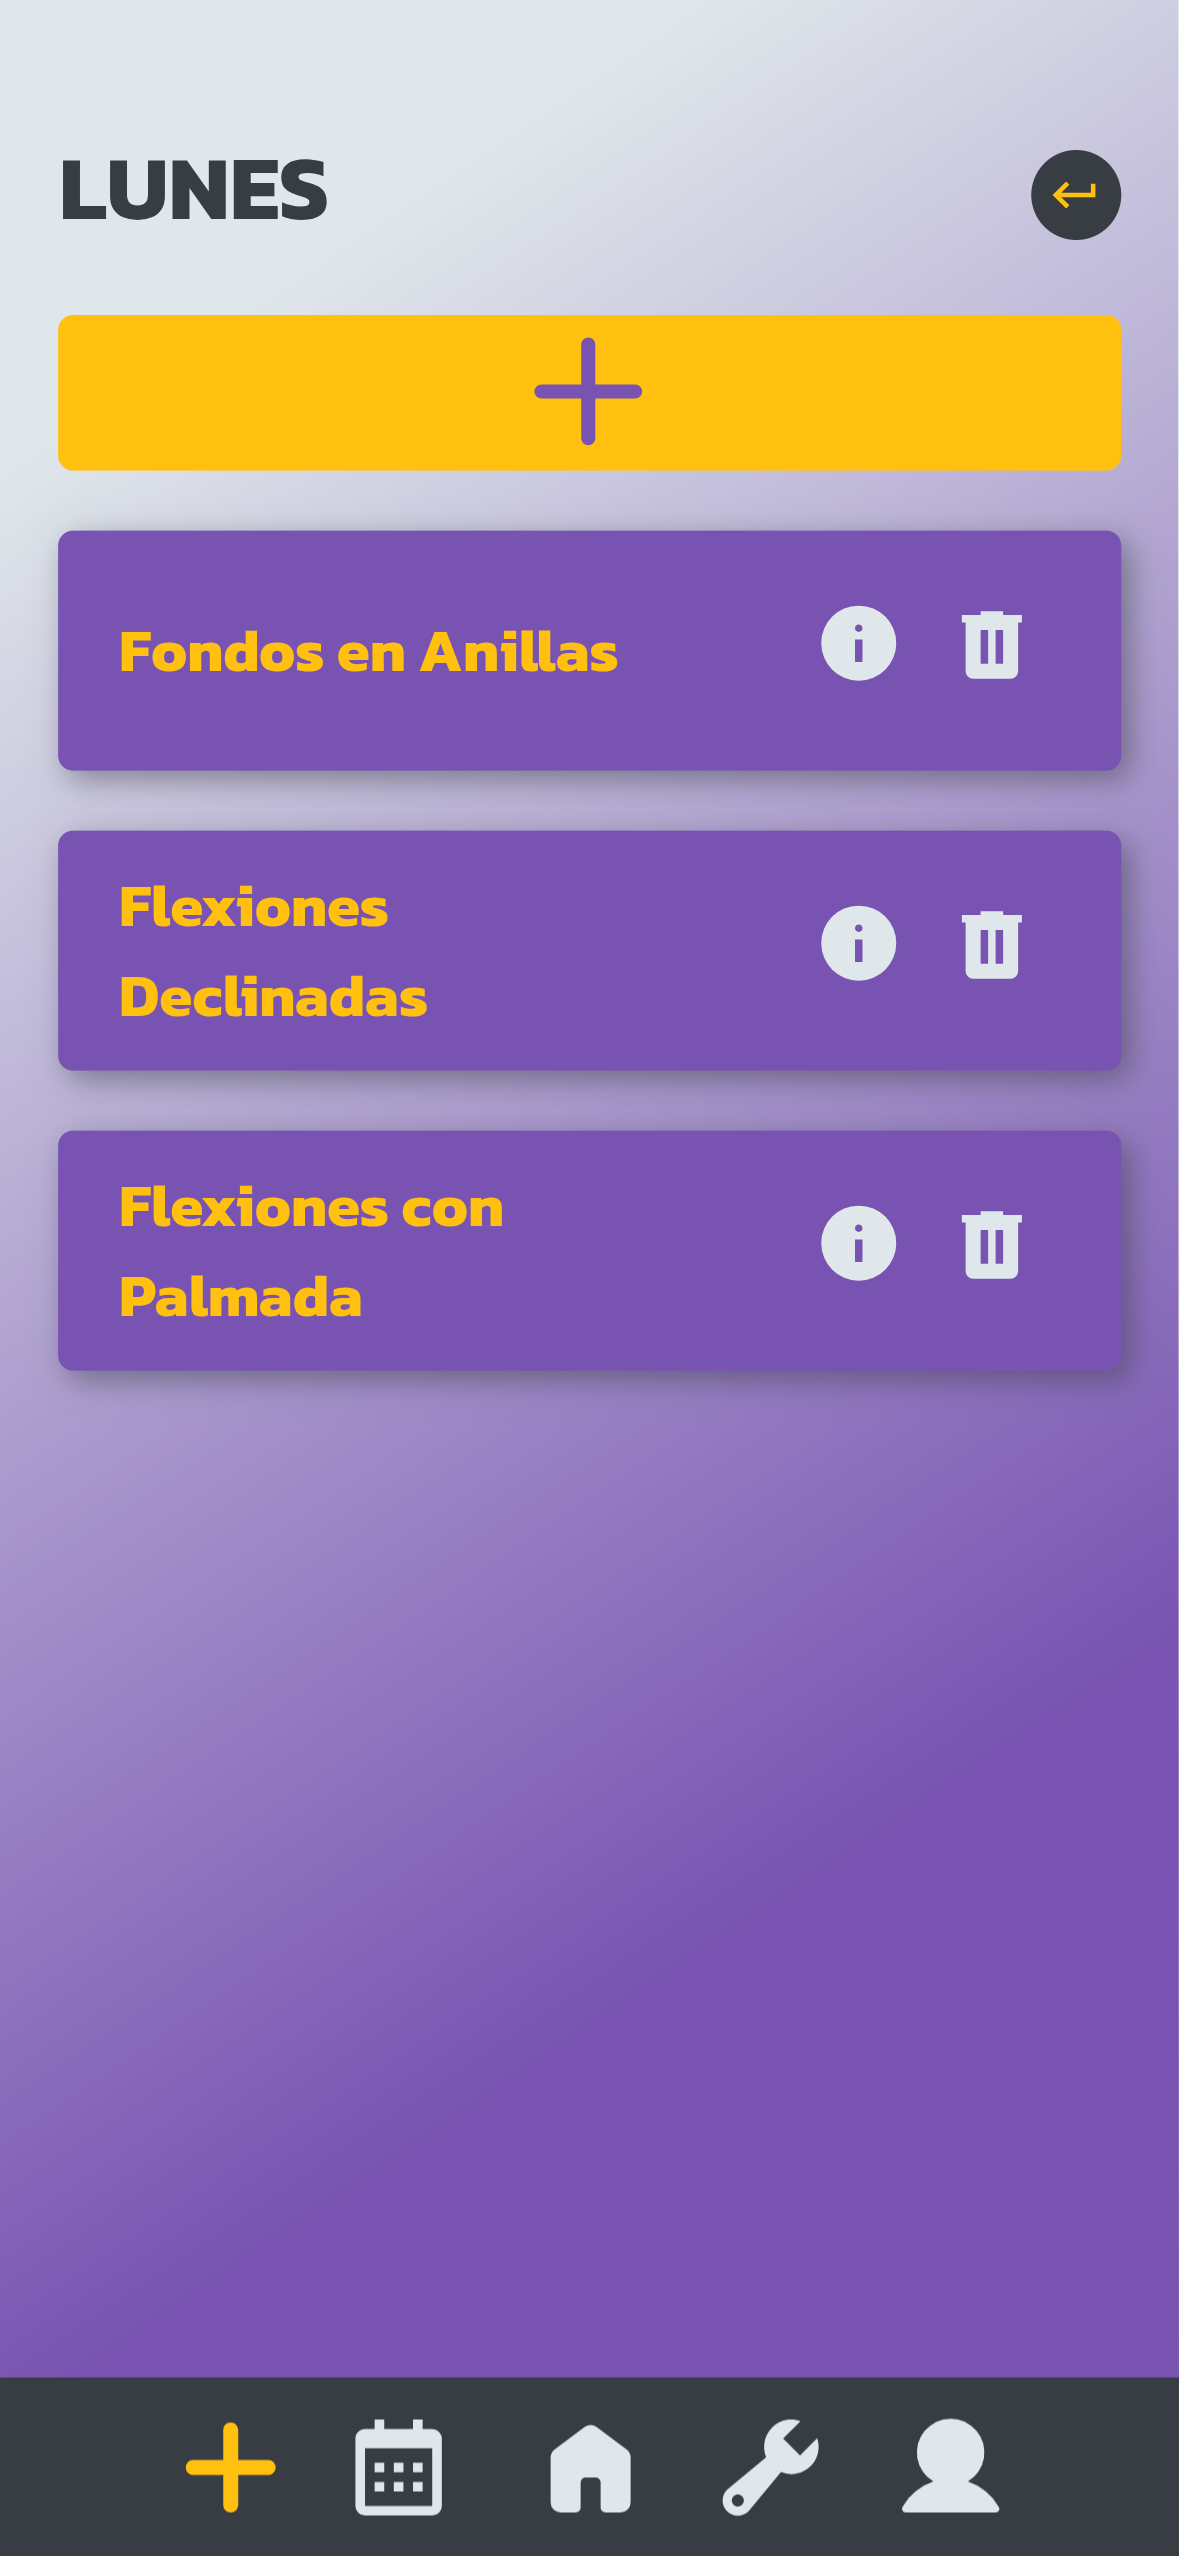 LUNES
Fondos en Anillas
Flexiones
Declinadas
Flexiones con
Palmada